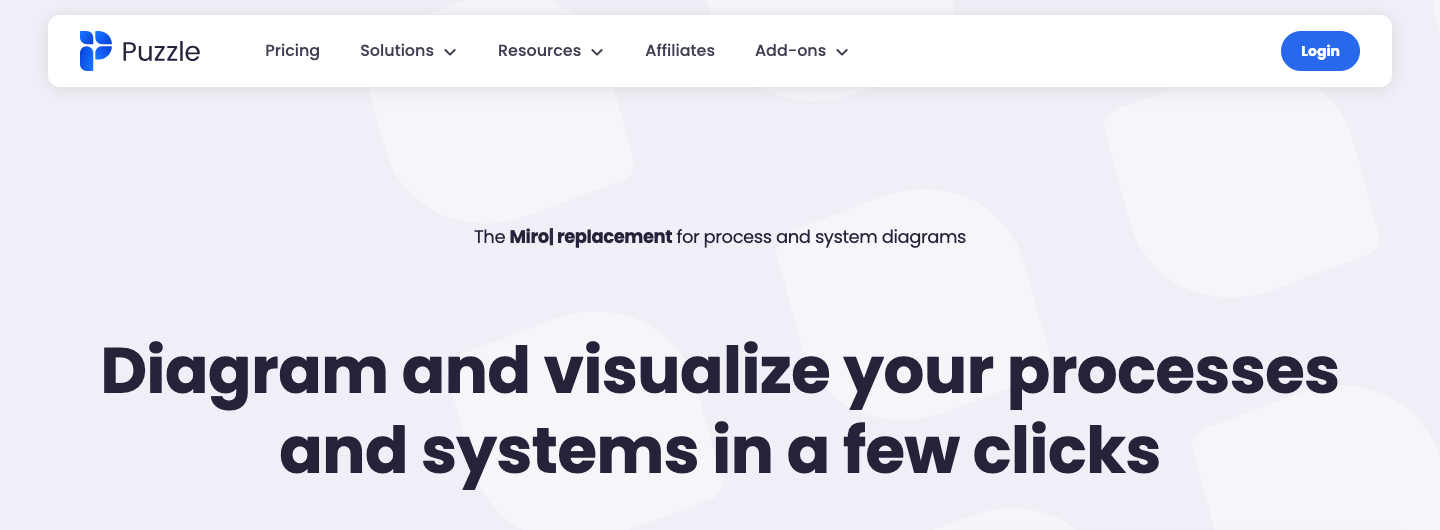 Puzzle Pricing Solutions Resources Affiliates Add-ons Login
The Miro| replacement for process and system diagrams
Diagram and visualize your processes
and systems in a few clicks